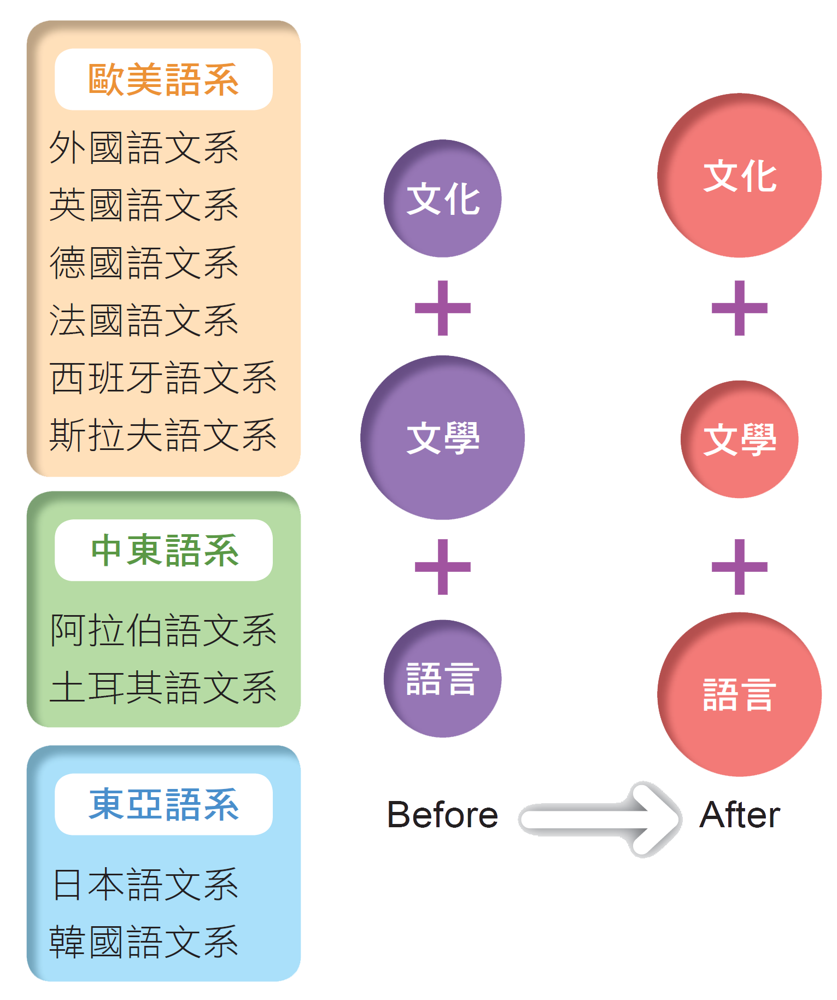 歐美語系
外國語文系
英國語文系
德國語文系
法國語文系
西班牙語文系
斯拉夫語文系
中東語系
阿拉伯語文系
土耳其語文系
東亞語系
日本語文系
韓國語文系
文化
+
文學
+
語言
Before
文化
+
文學
+
語言
After